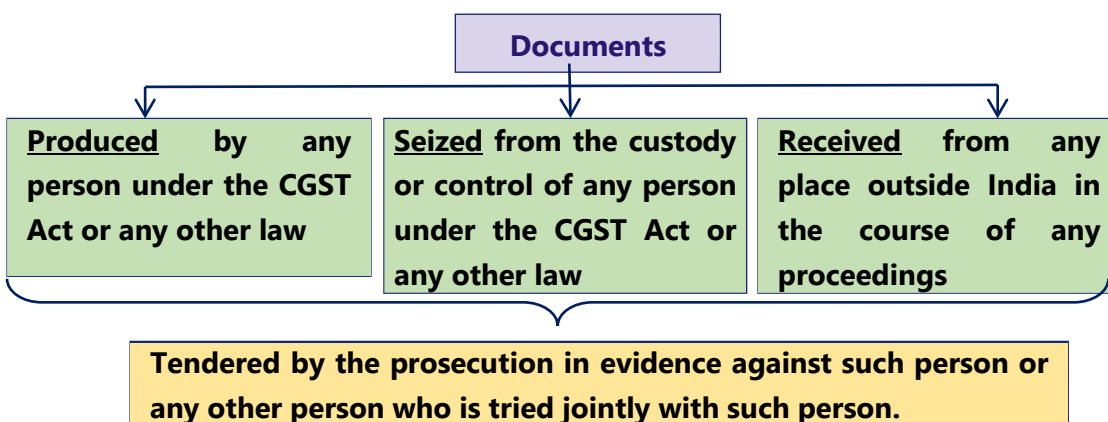 Documents
Produced by any
person under the CGST
Act or any other law
Seized from the custody
or control of any person
under the CGST Act or
any other law
Received from any
place outside India in
the course of any
proceedings
Tendered by the prosecution in evidence against such person or
any other person who is tried jointly with such person.